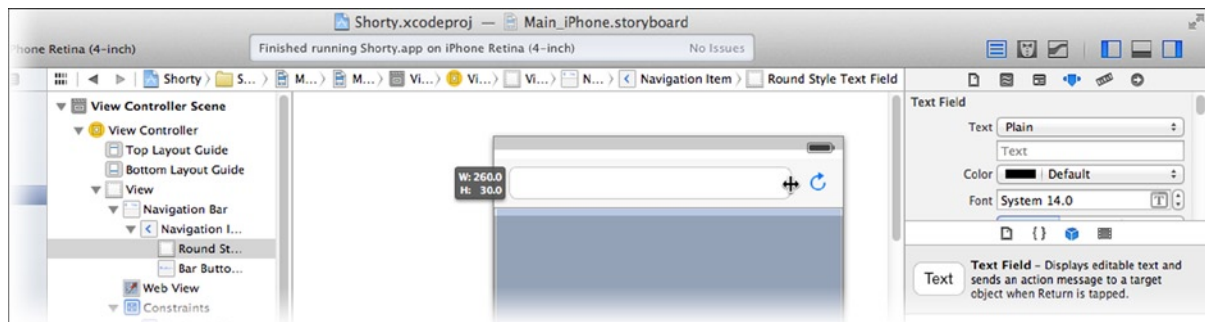 Shorty.xcodeproj — Main_iPhone.storyboard
Phone Retina (4-inch)
Finished running Shorty.app on iPhone Retina (4-inch) No Issues
Shorty S... M... M... Vi... Vi... Vi... N... Navigation Item Round Style Text Field
View Controller Scene
View Controller
Top Layout Guide
Bottom Layout Guide
View
Navigation Bar
Navigation I...
Round St...
Bar Butto...
Web View
Constraints
W: 260.0
H: 30.0
Text Field
Text Plain
Text
Color Default
Font System 14.0
T
{ }
Text
Text Field – Displays editable text and
sends an action message to a target
object when Return is tapped.